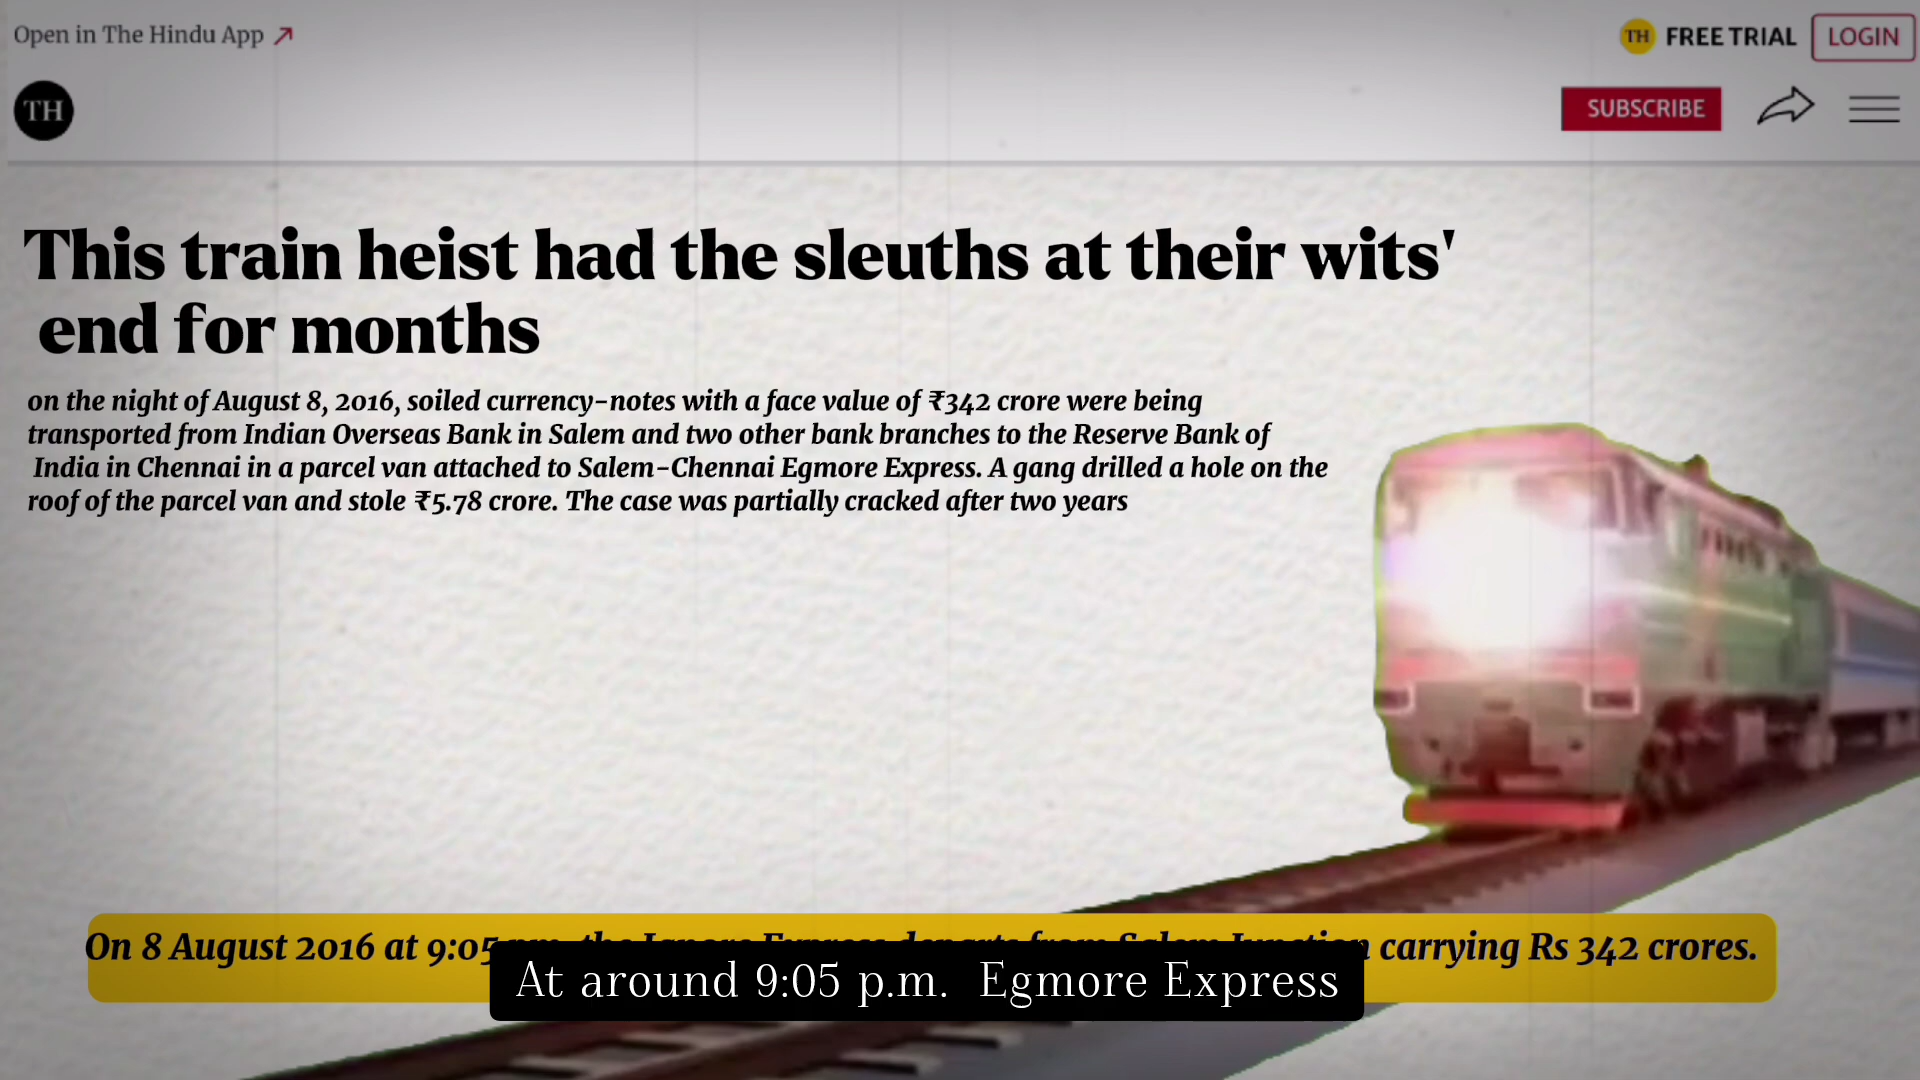 Open in The Hindu App
TH FREE TRIAL LOGIN
TH
SUBSCRIBE
This train heist had the sleuths at their wits'
end for months
on the night of August 8, 2016, soiled currency-notes with a face value of ₹342 crore were being
transported from Indian Overseas Bank in Salem and two other bank branches to the Reserve Bank of
India in Chennai in a parcel van attached to Salem-Chennai Egmore Express. A gang drilled a hole on the
roof of the parcel van and stole ₹5.78 crore. The case was partially cracked after two years
On 8 August 2016 at 9:05 carrying Rs 342 crores.
At around 9:05 p.m. Egmore Express